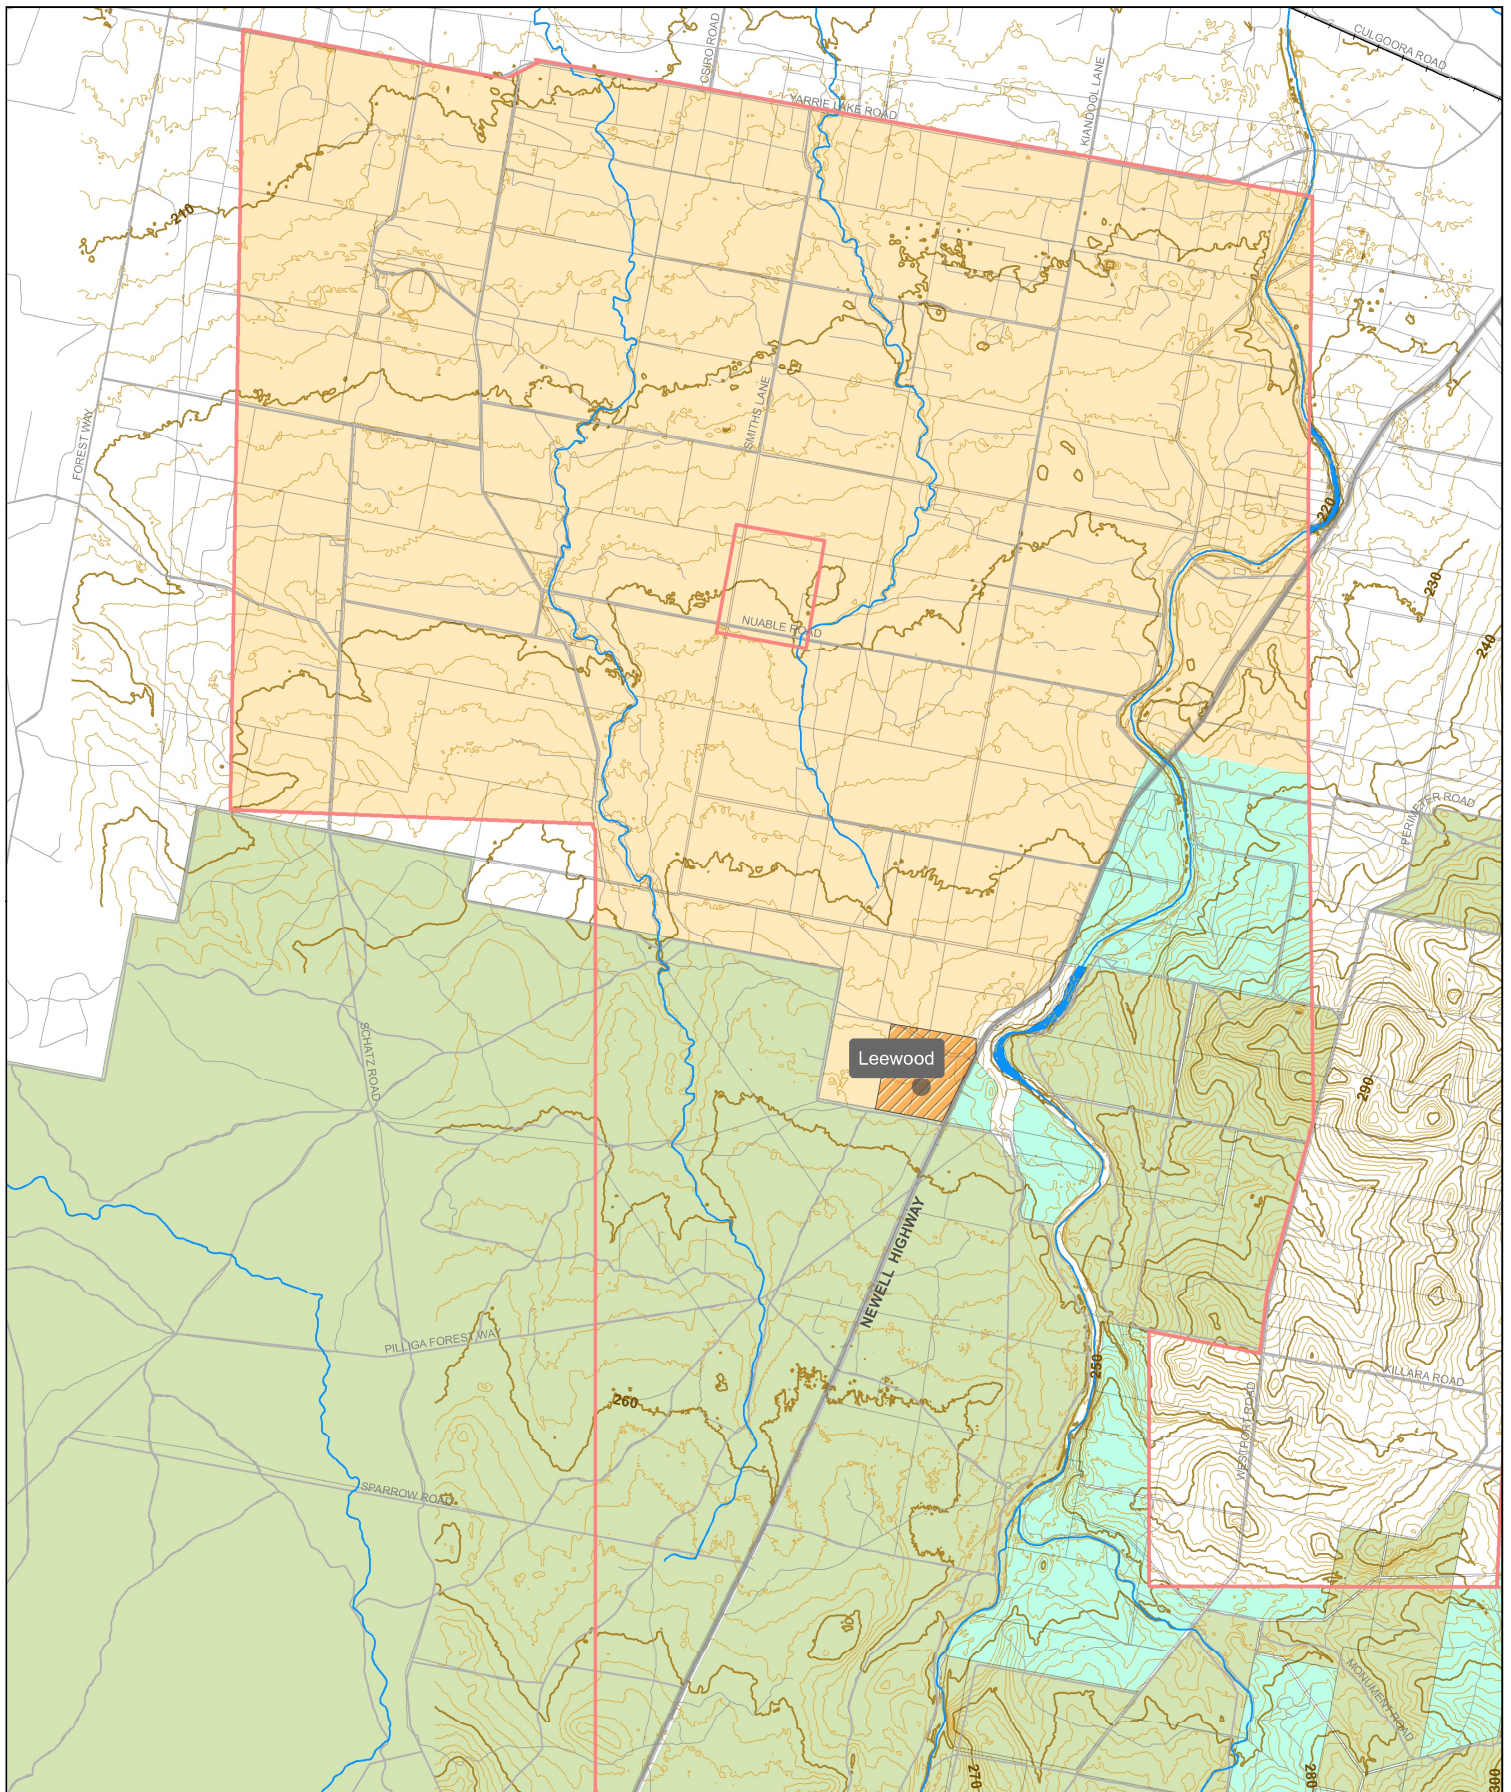 CULGOORA ROAD
CSIRO ROAD
KIANDOOL LANE
YARRIE LAKE ROAD
210
FOREST WAY
SMITHS LANE
220
230
NUABLE ROAD
240
PERIMETER ROAD
SCHATZ ROAD
Leewood
290
NEWELL HIGHWAY
PILLIGA FOREST WAY
250
KILLARA ROAD
260
WESTPORT ROAD
SPARROW ROAD
MONUMENT ROAD
270
280